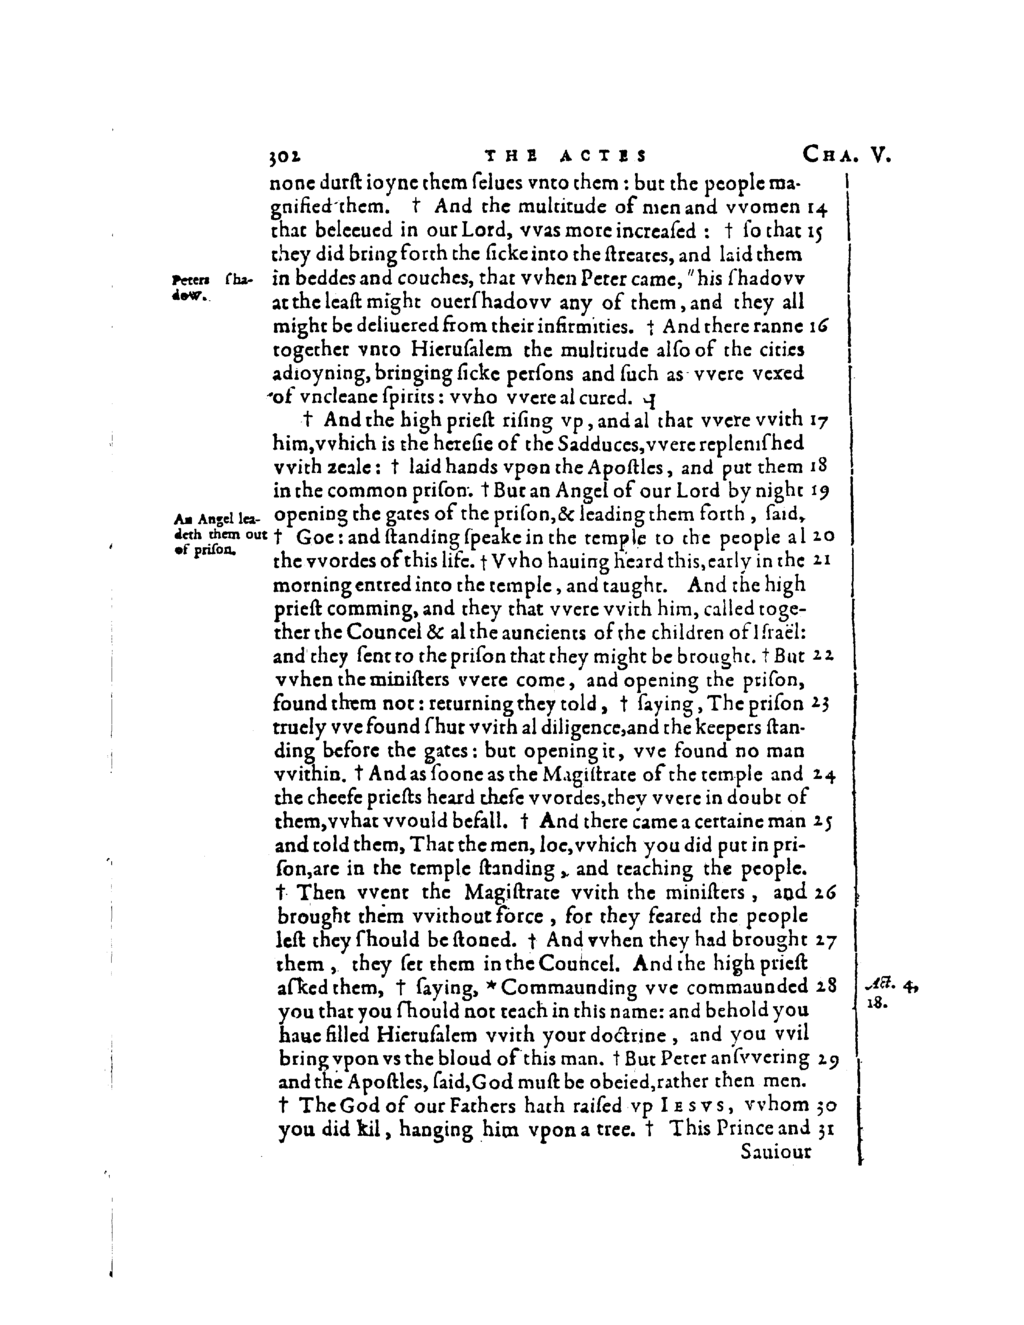 302 THE ACTES CHA. V.
none durſt ioyne them ſelues vnto them : but the people ma-
gnified them. † And the multitude of men and vvomen 14
that beleeued in our Lord, vvas more increaſed : † ſo that 15
they did bring forth the ſicke into the ſtreates, and laid them
Peters ſha- in beddes and couches, that vvhen Peter came, "his ſhadovv
dow. at the leaſt might ouerſhadovv any of them, and they all
might be deliuered from their infirmities. † And there ranne 16
together vnto Hieruſalem the multitude alſo of the cities
adioyning, bringing ſicke perſons and ſuch as vvere vexed
of vncleane ſpirits : vvho vvere al cured. ⁋
† And the high prieſt riſing vp, and al that vvere vvith 17
him, vvhich is the hereſie of the Sadduces, vvere repleniſhed
vvith zeale : † laid hands vpon the Apoſtles, and put them 18
in the common priſon. † But an Angel of our Lord by night 19
An Angel lea- opening the gates of the priſon, & leading them forth, ſaid,
deth them out † Goe : and ſtanding ſpeake in the temple to the people al 20
of priſon. the vvordes of this life. † Vvho hauing heard this, early in the 21
morning entred into the temple, and taught. And the high
prieſt comming, and they that vvere vvith him, called toge-
ther the Councel & al the auncients of the children of Iſraël:
and they ſent to the priſon that they might be brought. † But 22
vvhen the miniſters vvere come, and opening the priſon,
found them not : returning they told, † ſaying, The priſon 23
truely vve found ſhut vvith al diligence, and the keepers ſtan-
ding before the gates : but opening it, vve found no man
vvithin. † And as ſoone as the Magiſtrate of the temple and 24
the cheefe prieſts heard theſe vvordes, they vvere in doubt of
them, vvhat vvould befall. † And there came a certaine man 25
and told them, That the men, loe, vvhich you did put in pri-
ſon, are in the temple ſtanding, and teaching the people.
† Then vvent the Magiſtrate vvith the miniſters, and 26
brought them vvithout force, for they feared the people
leſt they ſhould be ſtoned. † And vvhen they had brought 27
them, they ſet them in the Councel. And the high prieſt
aſked them, † ſaying, * Commaunding vve commaunded 28 Act. 4,
you that you ſhould not teach in this name : and behold you 18.
haue filled Hieruſalem vvith your doctrine, and you vvil
bring vpon vs the bloud of this man. † But Peter anſvvering 29
and the Apoſtles, ſaid, God muſt be obeied, rather then men.
† The God of our Fathers hath raiſed vp IESVS, vvhom 30
you did kil, hanging him vpon a tree. † This Prince and 31
Sauiour